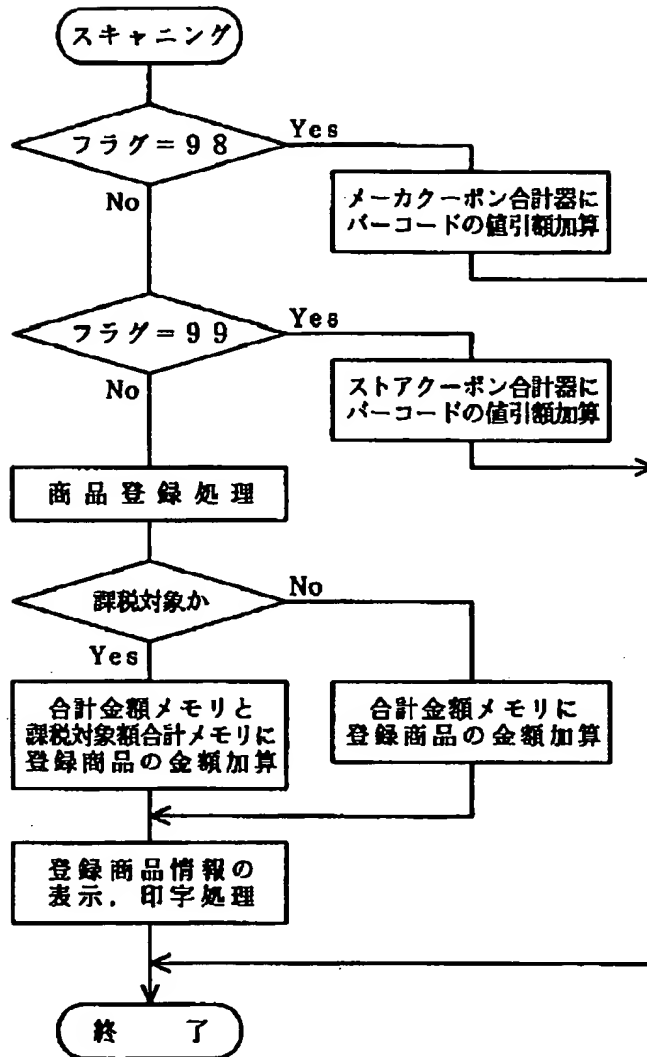 スキャニング
フラグ＝９８
Yes
No
メーカクーポン合計器に
バーコードの値引額加算
フラグ＝９９
Yes
No
ストアクーポン合計器に
バーコードの値引額加算
商品登録処理
課税対象か
No
Yes
合計金額メモリと
課税対象額合計メモリに
登録商品の金額加算
合計金額メモリに
登録商品の金額加算
登録商品情報の
表示．印字処理
終了